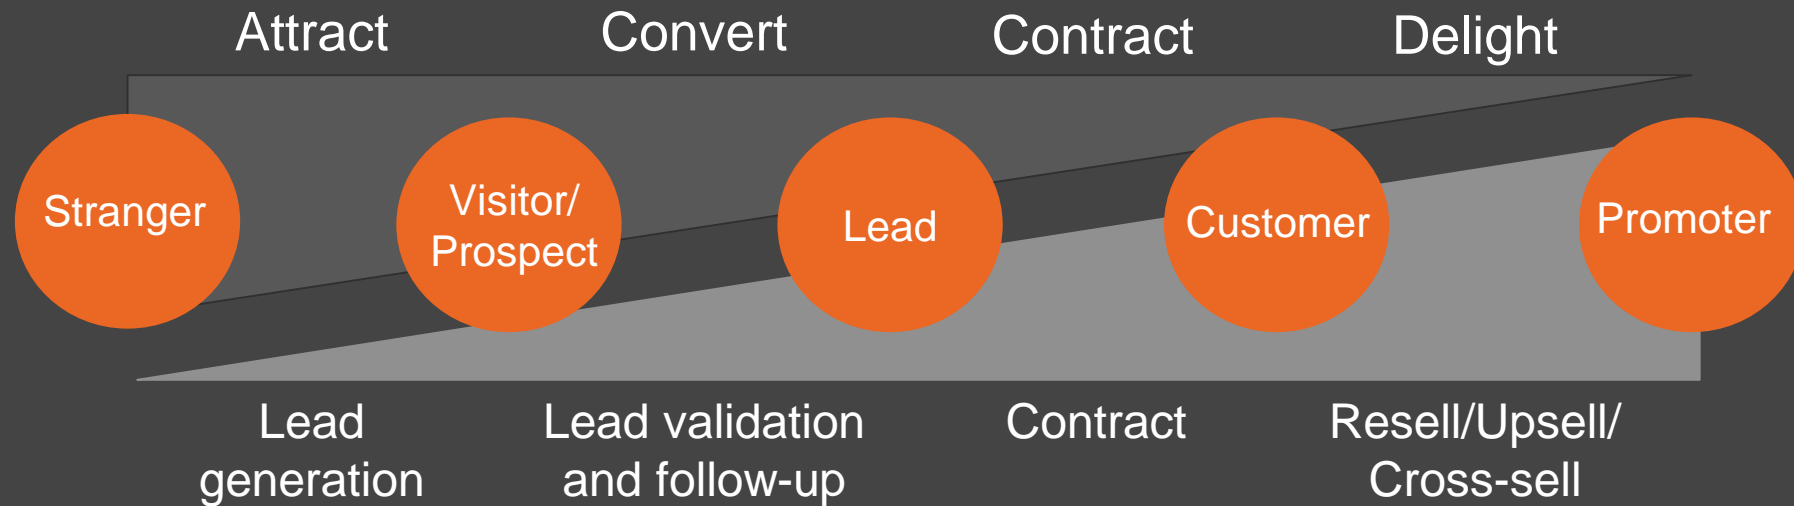 Attract Convert Contract Delight
Stranger
Visitor/
Prospect
Lead
Customer
Promoter
Lead
generation
Lead validation
and follow-up
Contract
Resell/Upsell/
Cross-sell